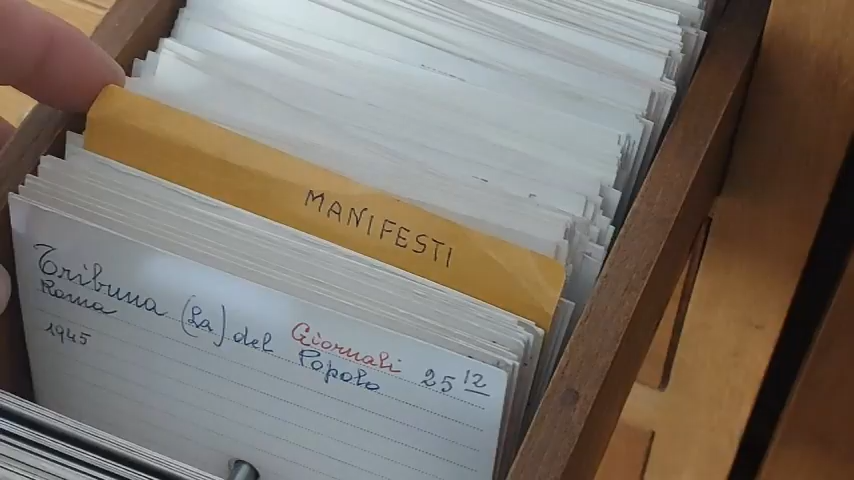 MANIFESTI
Giornali 25 12
Tribuna (La) del Popolo
Roma
1945